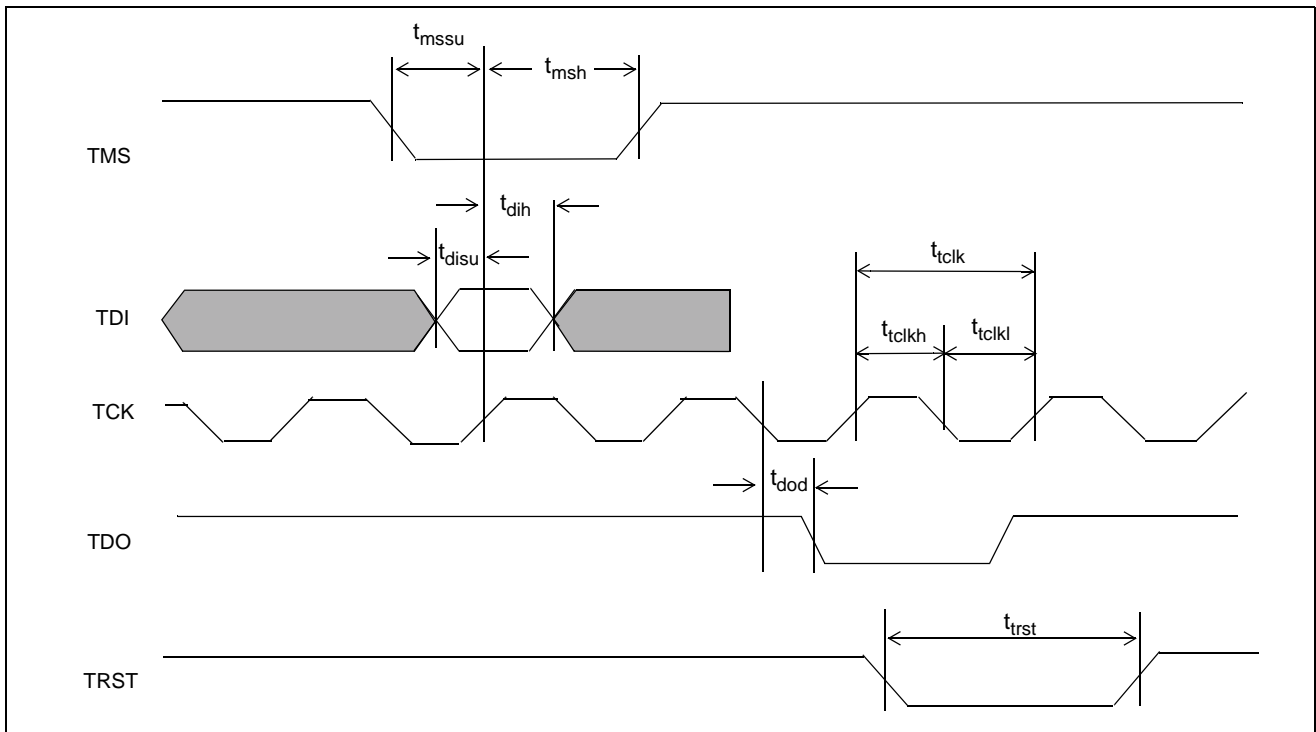 tmssu
tmsh
TMS
tdih
tdisu
ttclk
TDI
ttclkh
ttclkl
TCK
tdod
TDO
ttrst
TRST